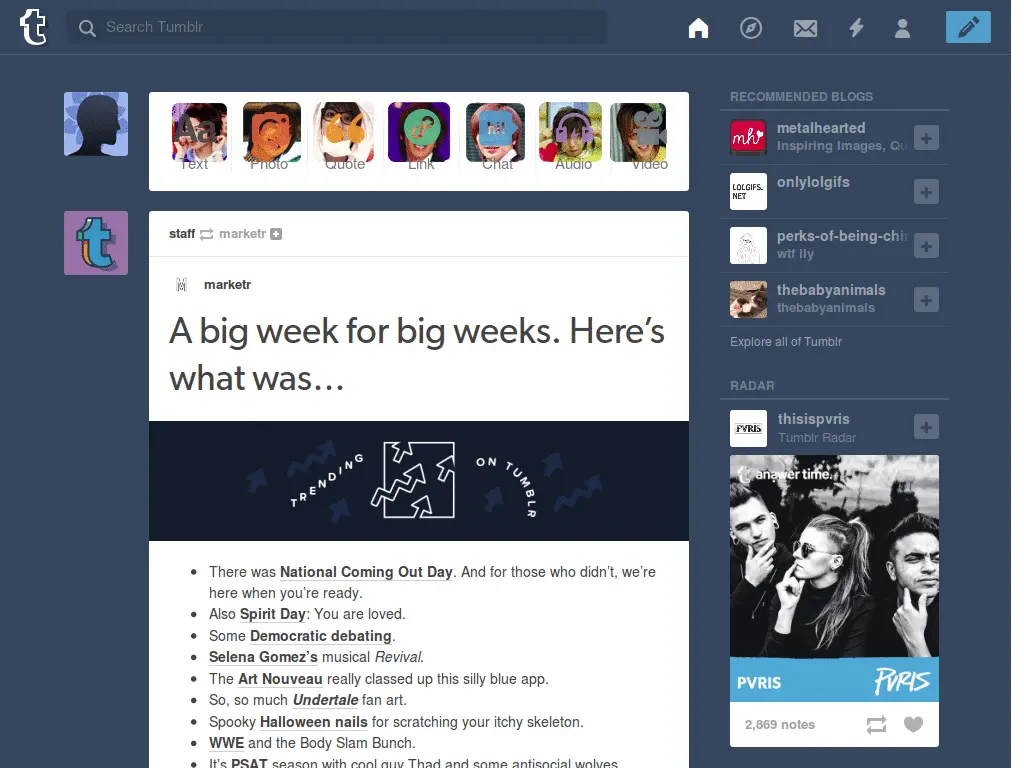 Search Tumblr
Text
Photo
Quote
Link
Chat
Audio
Video
staff marketr
marketr
A big week for big weeks. Here’s
what was…
TRENDING
ON TUMBLR
There was National Coming Out Day. And for those who didn’t, we’re
here when you’re ready.
Also Spirit Day: You are loved.
Some Democratic debating.
Selena Gomez’s musical Revival.
The Art Nouveau really classed up this silly blue app.
So, so much Undertale fan art.
Spooky Halloween nails for scratching your itchy skeleton.
WWE and the Body Slam Bunch.
It’s PSAT season with cool guy Thad and some antisocial wolves.
RECOMMENDED BLOGS
mh
metalhearted
Inspiring Images, Qu
LOLGIFS.
NET
onlylolgifs
perks-of-being-chin
wtf ily
thebabyanimals
thebabyanimals
Explore all of Tumblr
RADAR
PVRIS
thisispvris
Tumblr Radar
answer time.
PVRIS
PVRIS
2,869 notes